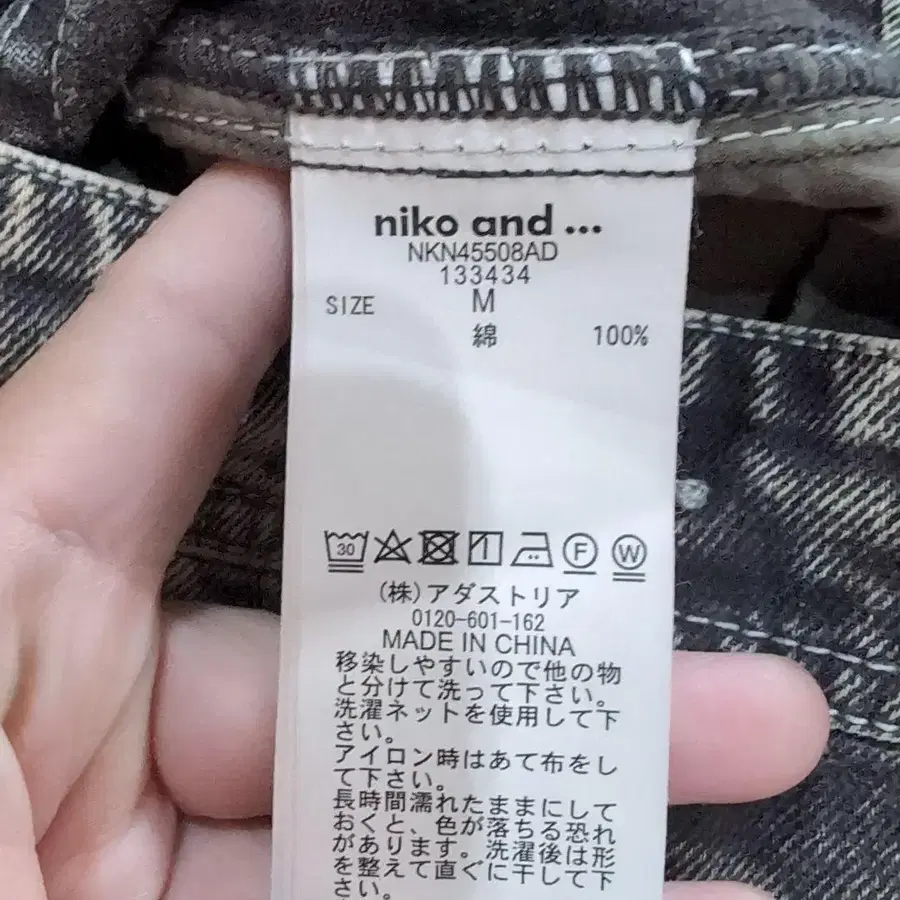 niko and ...
NKN45508AD
133434
SIZE M
綿 100%
30
F W
(株)アダストリア
0120-601-162
MADE IN CHINA
移染しやすいので他の物
と分けて洗って下さい。
洗濯ネットを使用して下
さい。
アイロン時はあて布をし
て下さい。
長時間濡れたままにして
おくと、色が落ちる恐れ
があります。洗濯後は形
を整えて直ぐに干して下
さい。